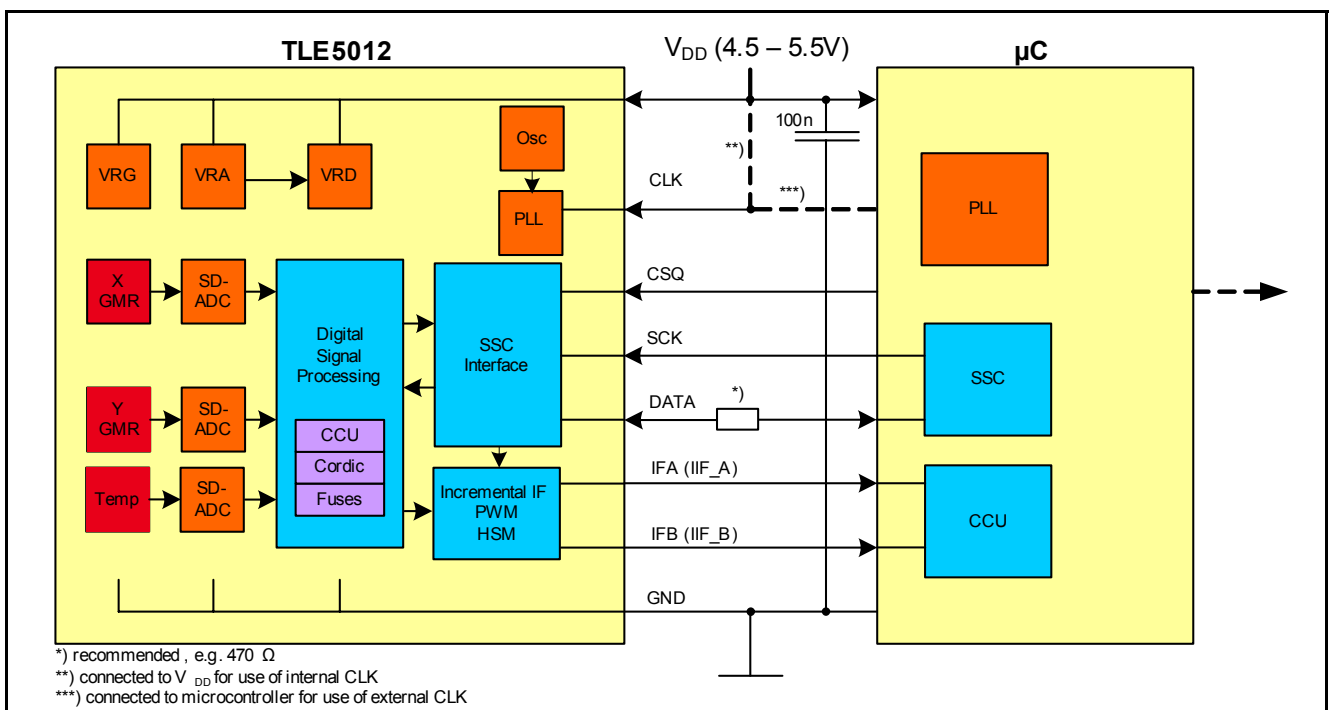 TLE5012
VDD (4.5 – 5.5V)
µC
100n
Osc
**)
VRG
VRA
VRD
CLK
***)
PLL
PLL
X
GMR
SD-
ADC
CSQ
Digital
Signal
Processing
SSC
Interface
SCK
SSC
Y
GMR
SD-
ADC
DATA
*)
CCU
Cordic
Fuses
Temp
SD-
ADC
Incremental IF
PWM
HSM
IFA (IIF_A)
CCU
IFB (IIF_B)
GND
*) recommended , e.g. 470 Ω
**) connected to V DD for use of internal CLK
***) connected to microcontroller for use of external CLK